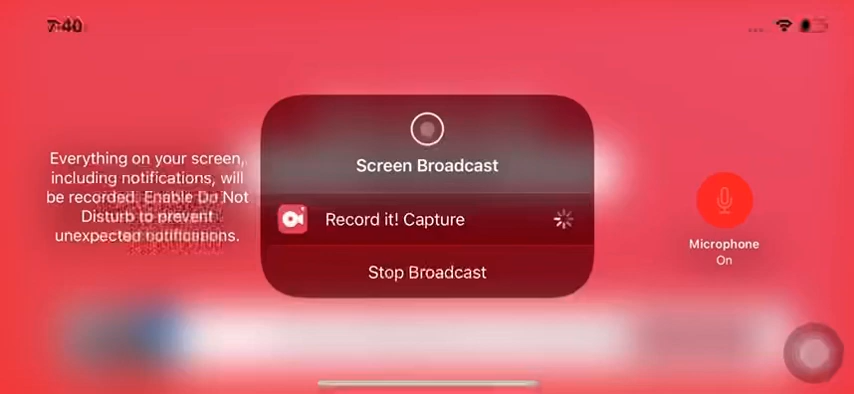 7:40
Everything on your screen,
including notifications, will
be recorded. Enable Do Not
Disturb to prevent
unexpected notifications.
Screen Broadcast
Record it! Capture
Stop Broadcast
Microphone
On